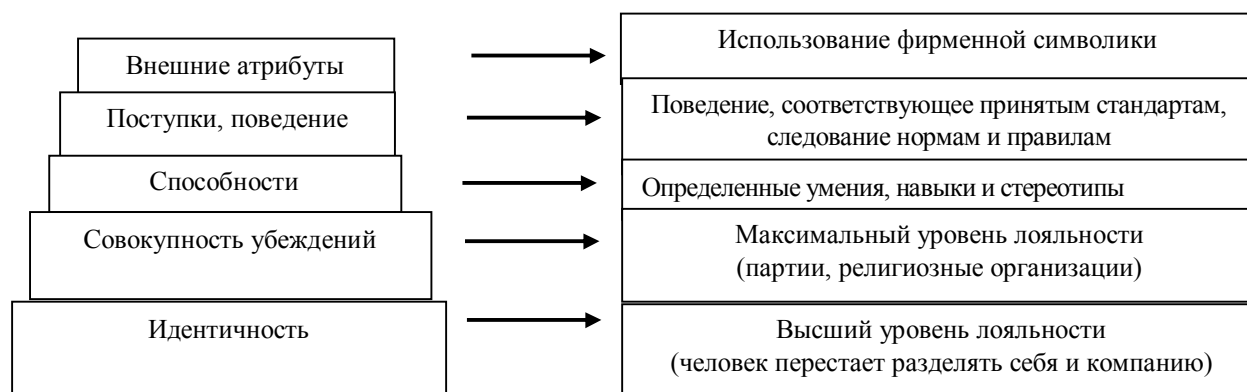 Внешние атрибуты
Использование фирменной символики
Поступки, поведение
Поведение, соответствующее принятым стандартам,
следование нормам и правилам
Способности
Определенные умения, навыки и стереотипы
Совокупность убеждений
Максимальный уровень лояльности
(партии, религиозные организации)
Идентичность
Высший уровень лояльности
(человек перестает разделять себя и компанию)